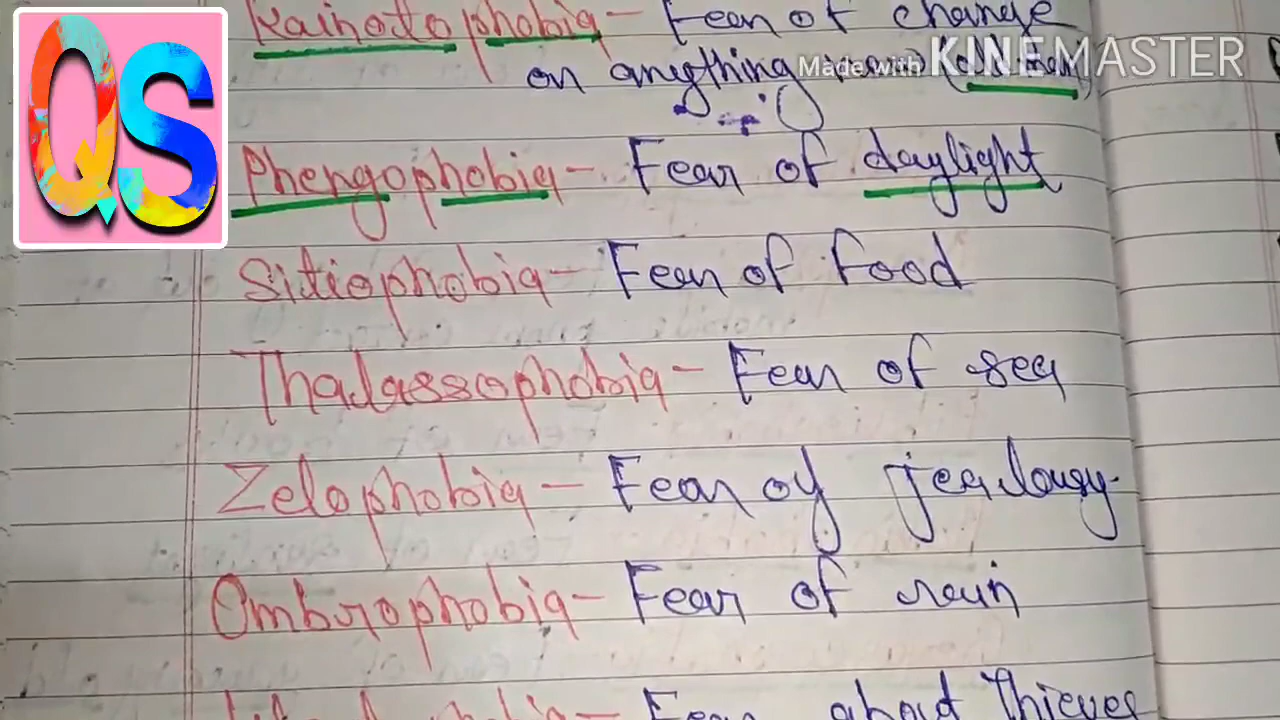 QS
Kainotophobia - Fear of change
or anything new
Made with KINEMASTER
Phengophobia - Fear of daylight
Sitiophobia - Fear of food
Thalassophobia - Fear of sea
Zelophobia - Fear of jealousy.
Ombrophobia - Fear of rain
Fear about Thieves